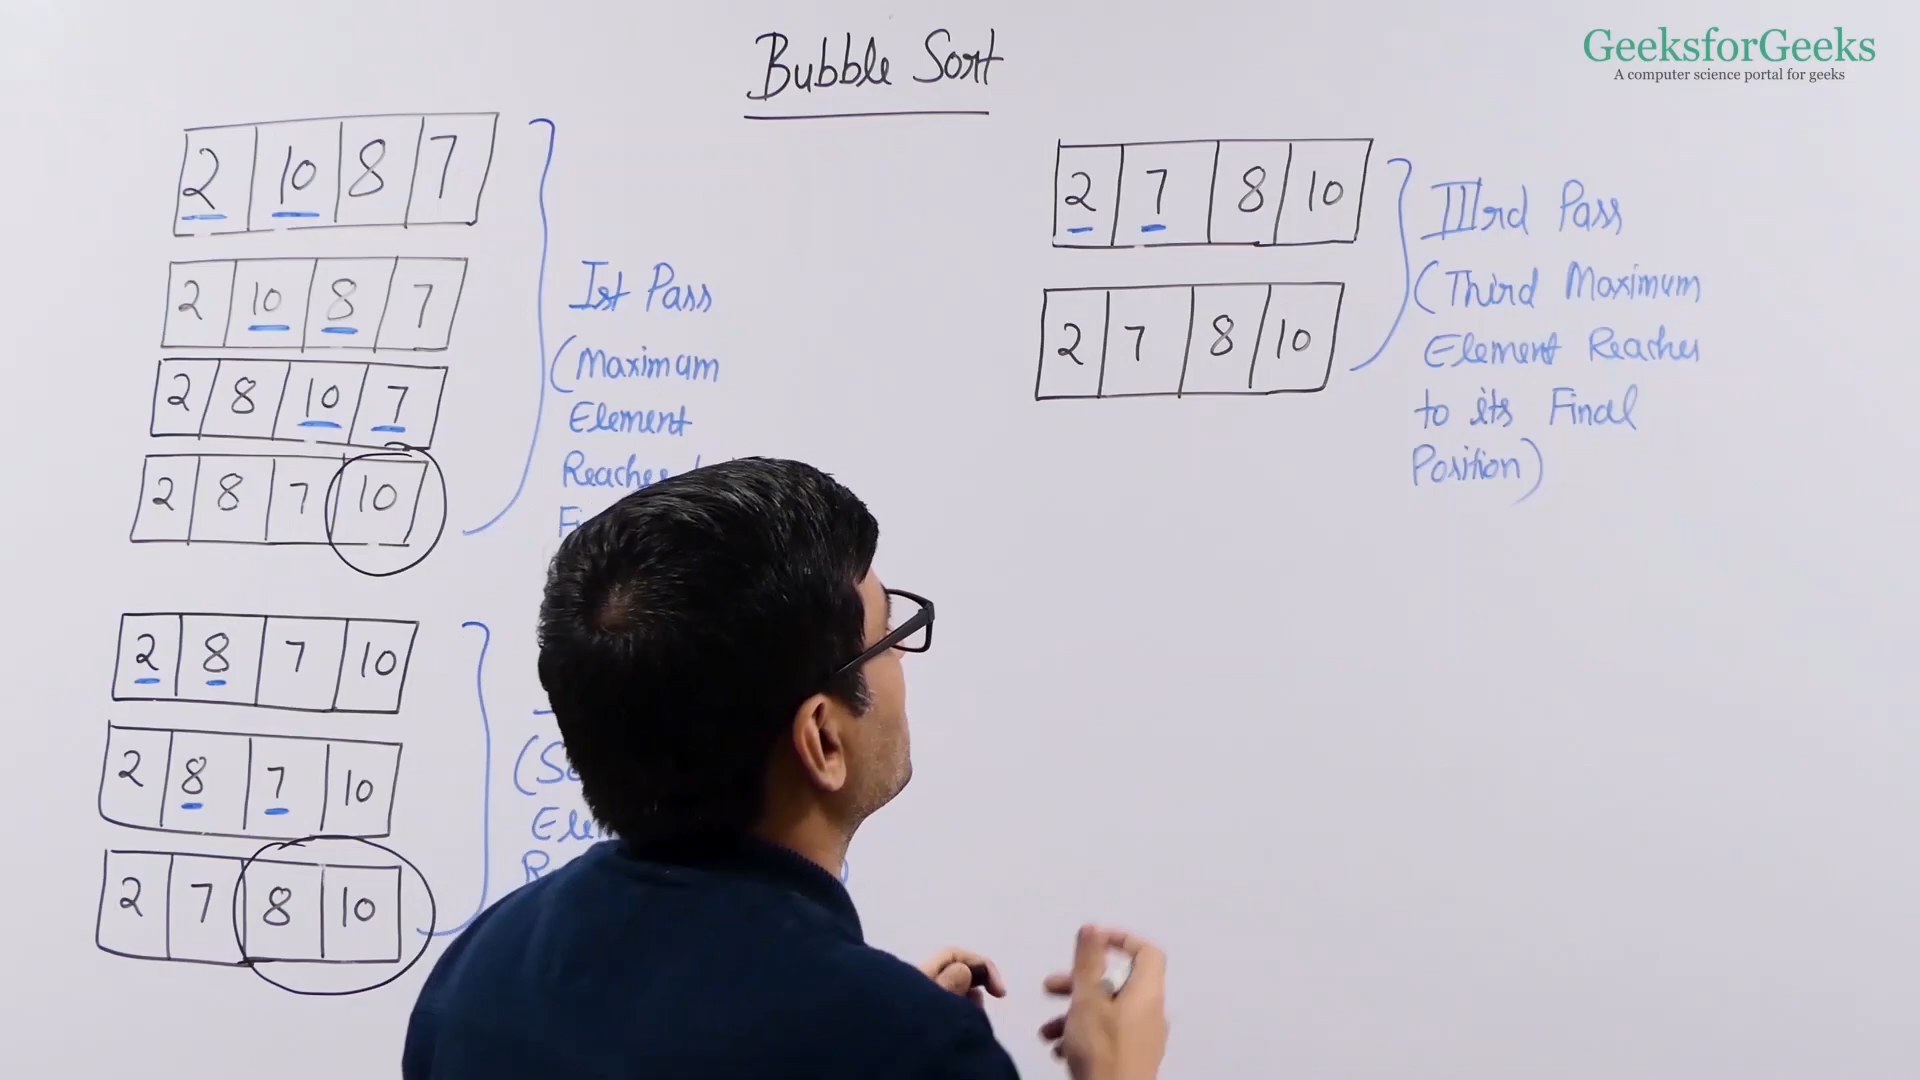 Bubble Sort
GeeksforGeeks
A computer science portal for geeks
2 10 8 7
2 10 8 7
2 8 10 7
2 8 7 10
Ist Pass
(Maximum
Element
2 8 7 10
2 8 7 10
2 7 8 10
2 7 8 10
2 7 8 10
IIIrd Pass
(Third Maximum
Element Reaches
to its Final
Position)